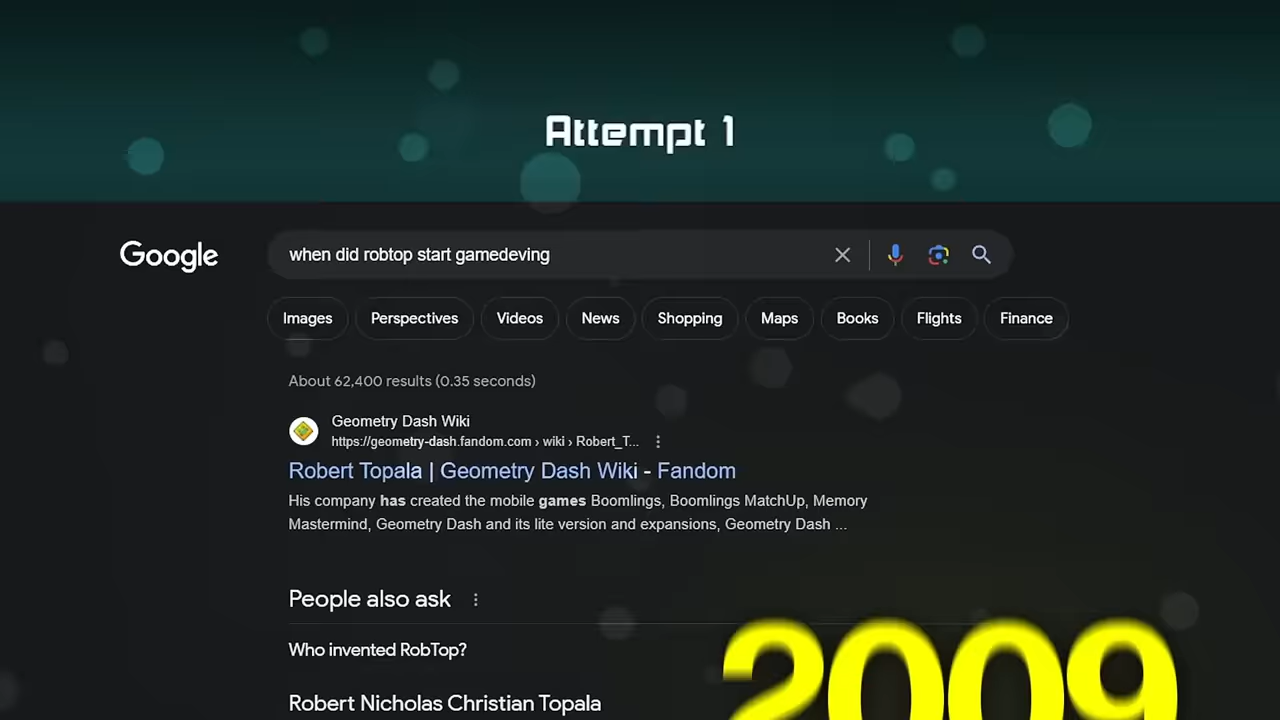 Attempt 1
Google
when did robtop start gamedeving
Images
Perspectives
Videos
News
Shopping
Maps
Books
Flights
Finance
About 62,400 results (0.35 seconds)
Geometry Dash Wiki
https://geometry-dash.fandom.com › wiki › Robert_T...
Robert Topala | Geometry Dash Wiki - Fandom
His company has created the mobile games Boomlings, Boomlings MatchUp, Memory
Mastermind, Geometry Dash and its lite version and expansions, Geometry Dash ...
People also ask
Who invented RobTop?
Robert Nicholas Christian Topala
2009